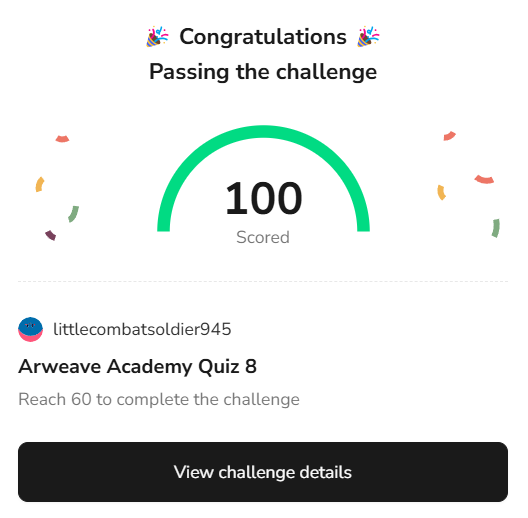 🎉 Congratulations 🎉
Passing the challenge
100
Scored
littlecombatsoldier945
Arweave Academy Quiz 8
Reach 60 to complete the challenge
View challenge details